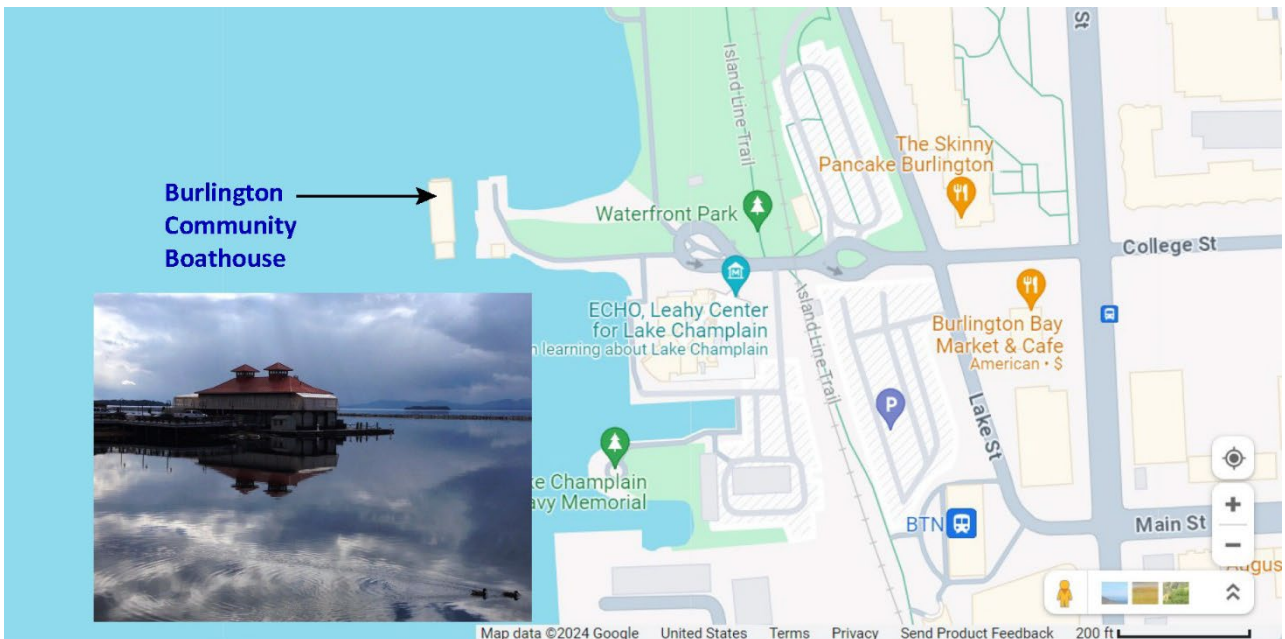 St
Island Line Trail
The Skinny
Pancake Burlington
Burlington
Community
Boathouse
Waterfront Park
College St
ECHO, Leahy Center
for Lake Champlain
n learning about Lake Champlain
Island Line Trail
Burlington Bay
Market & Cafe
American • $
P
Lake St
ke Champlain
avy Memorial
BTN
Main St
Augus
Map data ©2024 Google United States Terms Privacy Send Product Feedback 200 ft